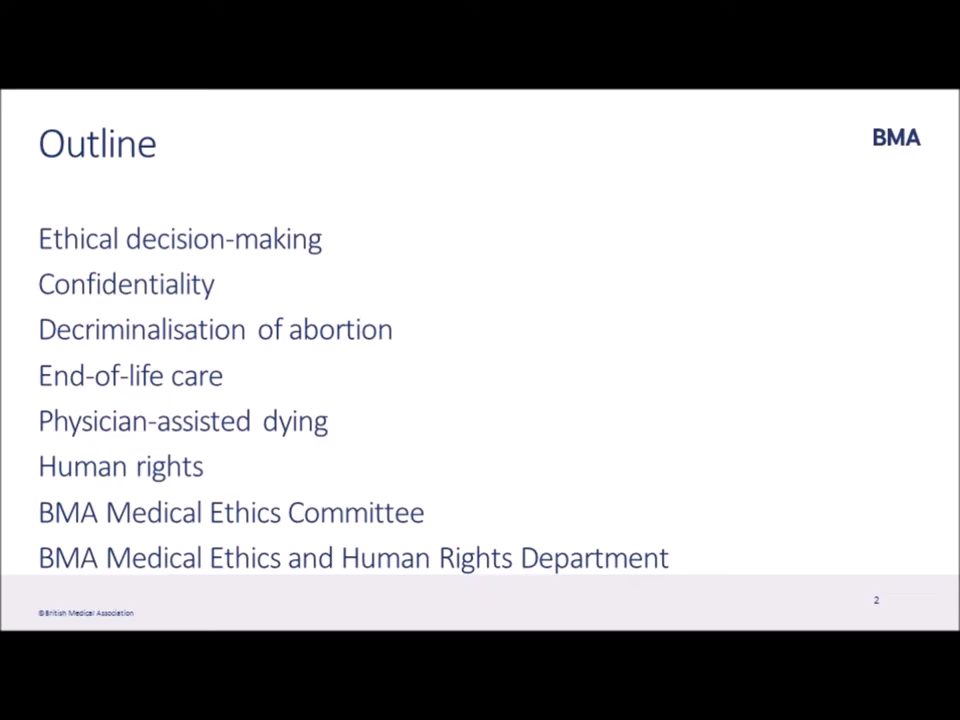 Outline
BMA
Ethical decision-making
Confidentiality
Decriminalisation of abortion
End-of-life care
Physician-assisted dying
Human rights
BMA Medical Ethics Committee
BMA Medical Ethics and Human Rights Department
2
©British Medical Association